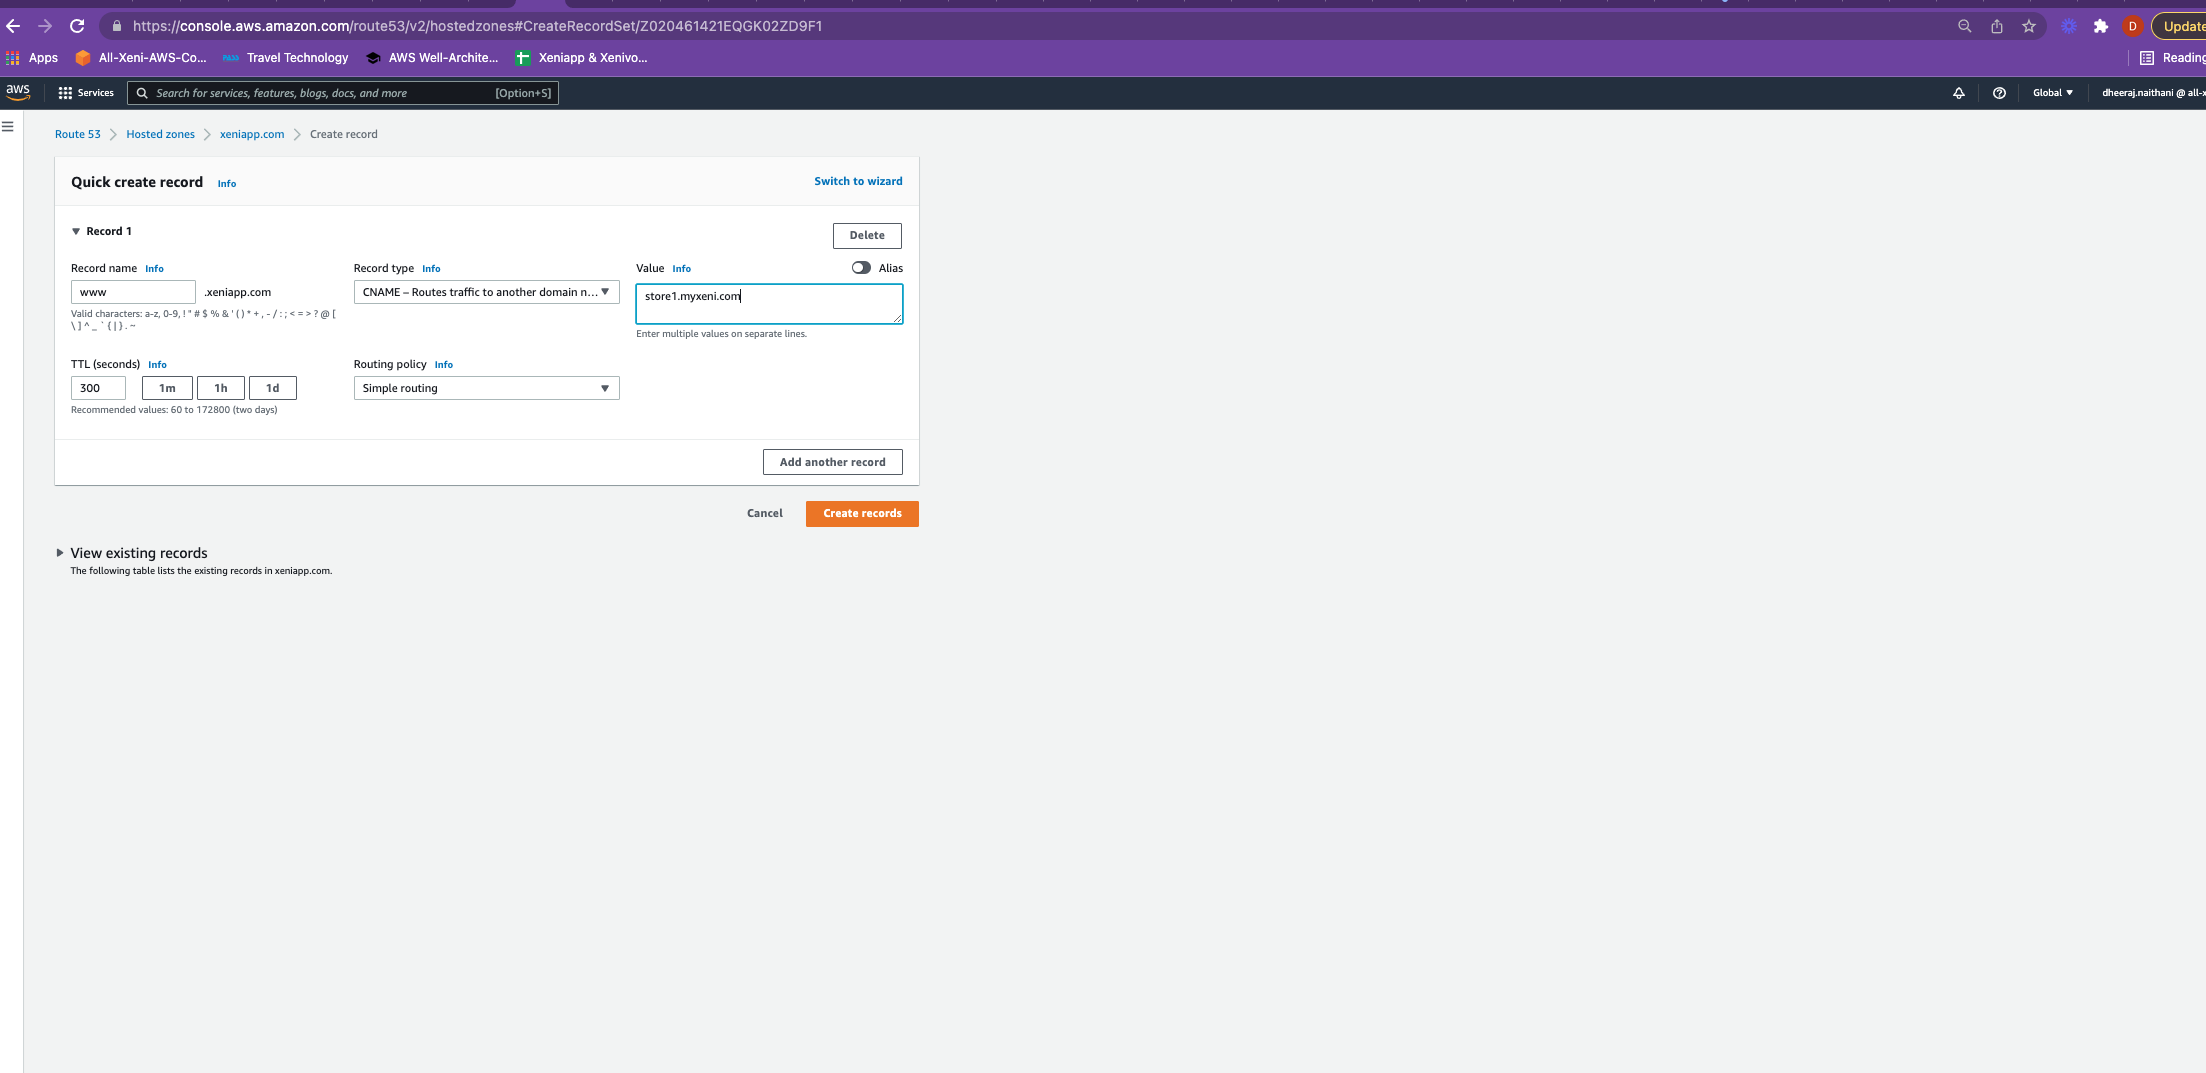 https://console.aws.amazon.com/route53/v2/hostedzones#CreateRecordSet/Z020461421EQGK02ZD9F1
D
Update
Apps
All-Xeni-AWS-Co...
Travel Technology
AWS Well-Archite...
Xeniapp & Xenivo...
Reading
aws
Services
Search for services, features, blogs, docs, and more
[Option+S]
Global
dheeraj.naithani @ all-x
Route 53
Hosted zones
xeniapp.com
Create record
Quick create record
Info
Switch to wizard
Record 1
Delete
Record name Info
www
.xeniapp.com
Valid characters: a-z, 0-9, ! " # $ % & ' ( ) * + , - / : ; < = > ? @ [
\ ] ^ _ ` { | } . ~
Record type Info
CNAME – Routes traffic to another domain n...
Value Info
Alias
store1.myxeni.com
Enter multiple values on separate lines.
TTL (seconds) Info
300
1m
1h
1d
Recommended values: 60 to 172800 (two days)
Routing policy Info
Simple routing
Add another record
Cancel
Create records
View existing records
The following table lists the existing records in xeniapp.com.